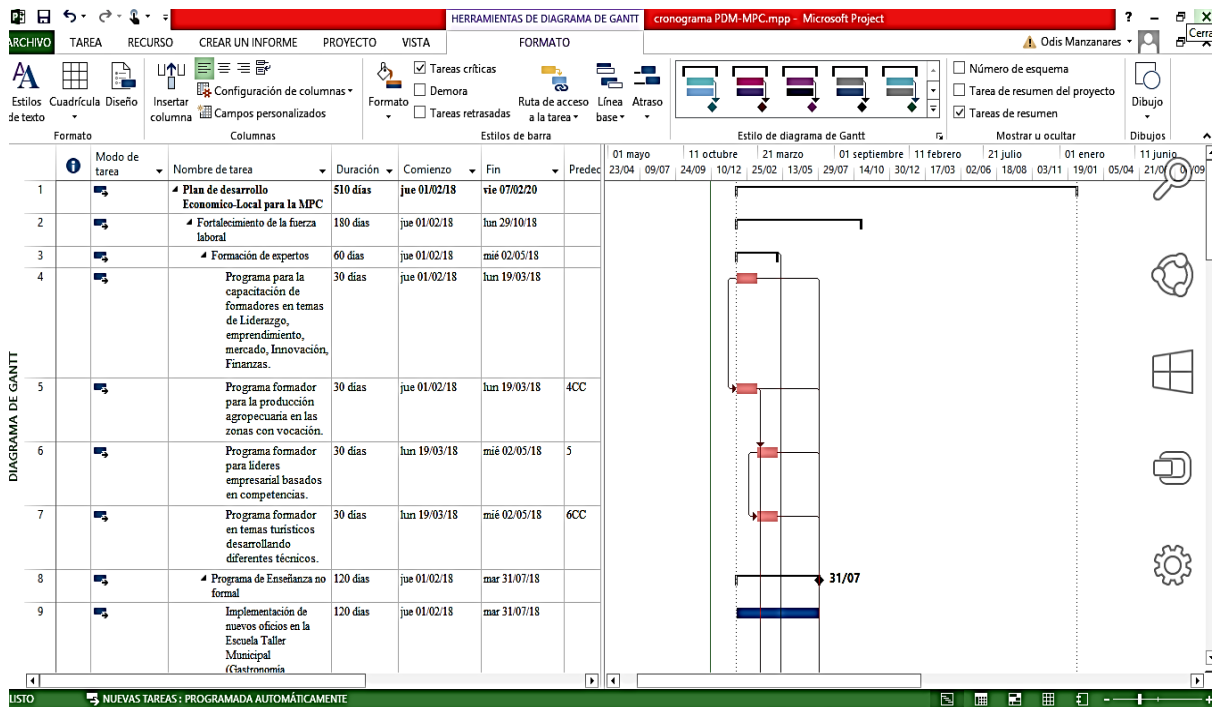 HERRAMIENTAS DE DIAGRAMA DE GANTT
cronograma PDM-MPC.mpp - Microsoft Project
?
Cerra
ARCHIVO TAREA RECURSO CREAR UN INFORME PROYECTO VISTA FORMATO
Odis Manzanares
Estilos de texto
Cuadrícula
Diseño
Formato
Insertar columna
Configuración de columnas
Campos personalizados
Columnas
Formato
Tareas críticas
Demora
Tareas retrasadas
Ruta de acceso a la tarea
Línea base
Atraso
Estilos de barra
Estilo de diagrama de Gantt
Número de esquema
Tarea de resumen del proyecto
Tareas de resumen
Mostrar u ocultar
Dibujo
Dibujos
Modo de tarea
Nombre de tarea
Duración
Comienzo
Fin
Predec
01 mayo 11 octubre 21 marzo 01 septiembre 11 febrero 21 julio 01 enero 11 junio
23/04 09/07 24/09 10/12 25/02 13/05 29/07 14/10 30/12 17/03 02/06 18/08 03/11 19/01 05/04 21/0 /09
1 Plan de desarrollo 510 días jue 01/02/18 vie 07/02/20
Economico-Local para la MPC
2 Fortalecimiento de la fuerza 180 días jue 01/02/18 lun 29/10/18
laboral
3 Formación de expertos 60 días jue 01/02/18 mié 02/05/18
4 Programa para la 30 días jue 01/02/18 lun 19/03/18
capacitación de
formadores en temas
de Liderazgo,
emprendimiento,
mercado, Innovación,
Finanzas.
5 Programa formador 30 días jue 01/02/18 lun 19/03/18 4CC
para la producción
agropecuaria en las
zonas con vocación.
6 Programa formador 30 días lun 19/03/18 mié 02/05/18 5
para líderes
empresarial basados
en competencias.
7 Programa formador 30 días lun 19/03/18 mié 02/05/18 6CC
en temas turísticos
desarrollando
diferentes técnicos.
8 Programa de Enseñanza no 120 días jue 01/02/18 mar 31/07/18
formal
31/07
9 Implementación de 120 días jue 01/02/18 mar 31/07/18
nuevos oficios en la
Escuela Taller
Municipal
(Gastronomía
DIAGRAMA DE GANTT
LISTO
NUEVAS TAREAS : PROGRAMADA AUTOMÁTICAMENTE